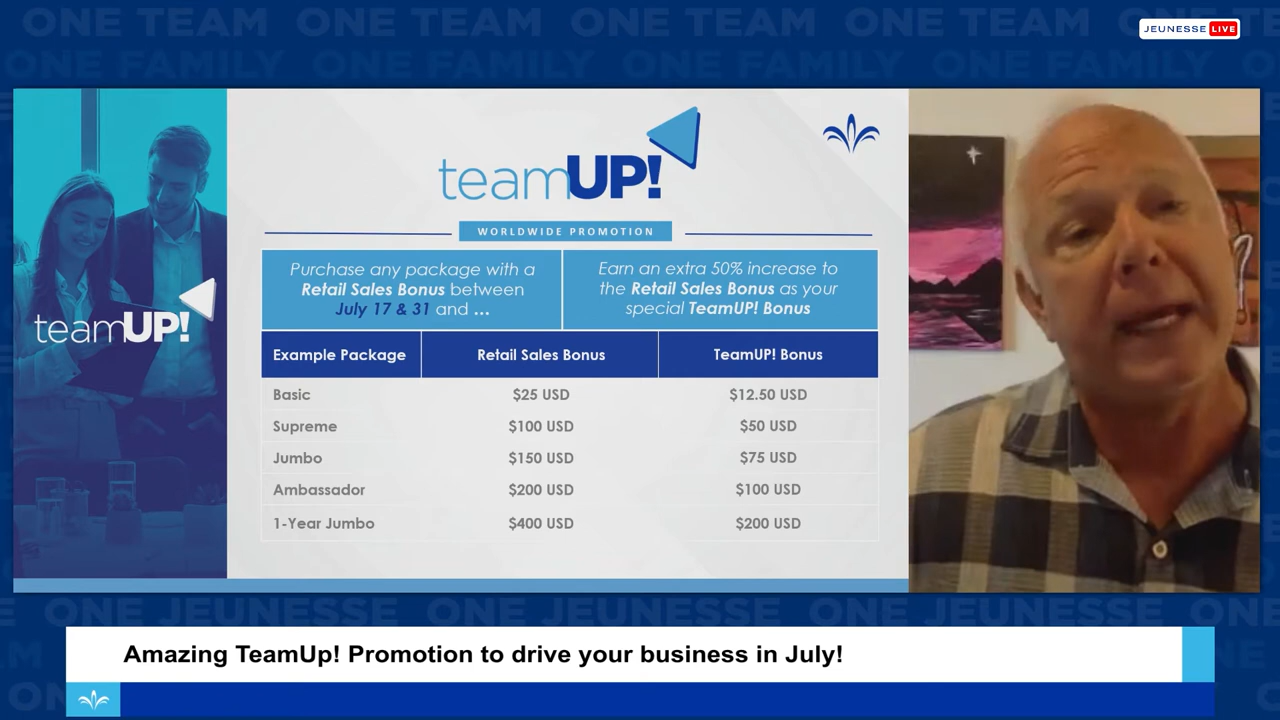 ONE TEAM ONE TEAM ONE TEAM ONE TE
JEUNESSE LIVE
ONE FAMILY ONE FAMILY ONE FAMILY
teamUP!
WORLDWIDE PROMOTION
Purchase any package with a
Retail Sales Bonus between
July 17 & 31 and ...
Earn an extra 50% increase to
the Retail Sales Bonus as your
special TeamUP! Bonus
teamUP!
Example Package Retail Sales Bonus TeamUP! Bonus
Basic $25 USD $12.50 USD
Supreme $100 USD $50 USD
Jumbo $150 USD $75 USD
Ambassador $200 USD $100 USD
1-Year Jumbo $400 USD $200 USD
ONE JEUNESSE ONE JEUNESSE ONE JEUNESSE ONE
Amazing TeamUp! Promotion to drive your business in July!